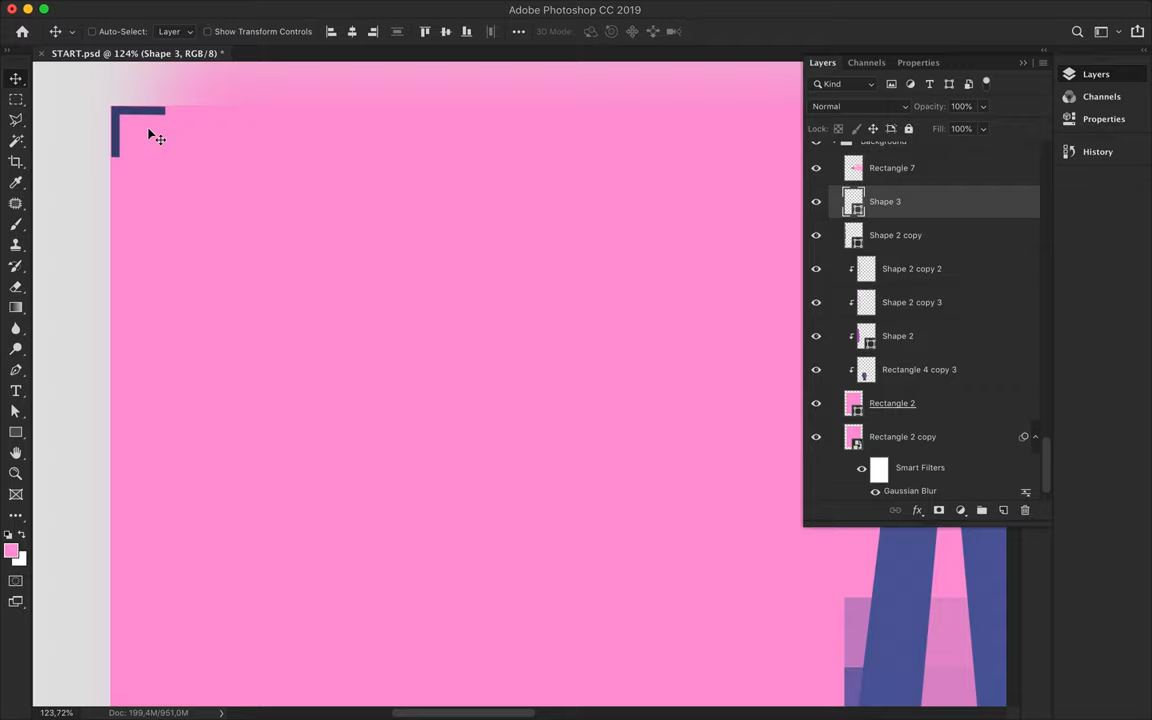 Adobe Photoshop CC 2019
Auto-Select: Layer Show Transform Controls 3D Mode:
START.psd @ 124% (Shape 3, RGB/8) *
Layers Channels Properties
Kind
Normal Opacity: 100%
Lock: Fill: 100%
Background
Rectangle 7
Shape 3
Shape 2 copy
Shape 2 copy 2
Shape 2 copy 3
Shape 2
Rectangle 4 copy 3
Rectangle 2
Rectangle 2 copy
Smart Filters
Gaussian Blur
fx
Layers
Channels
Properties
History
123,72% Doc: 199,4M/951,0M